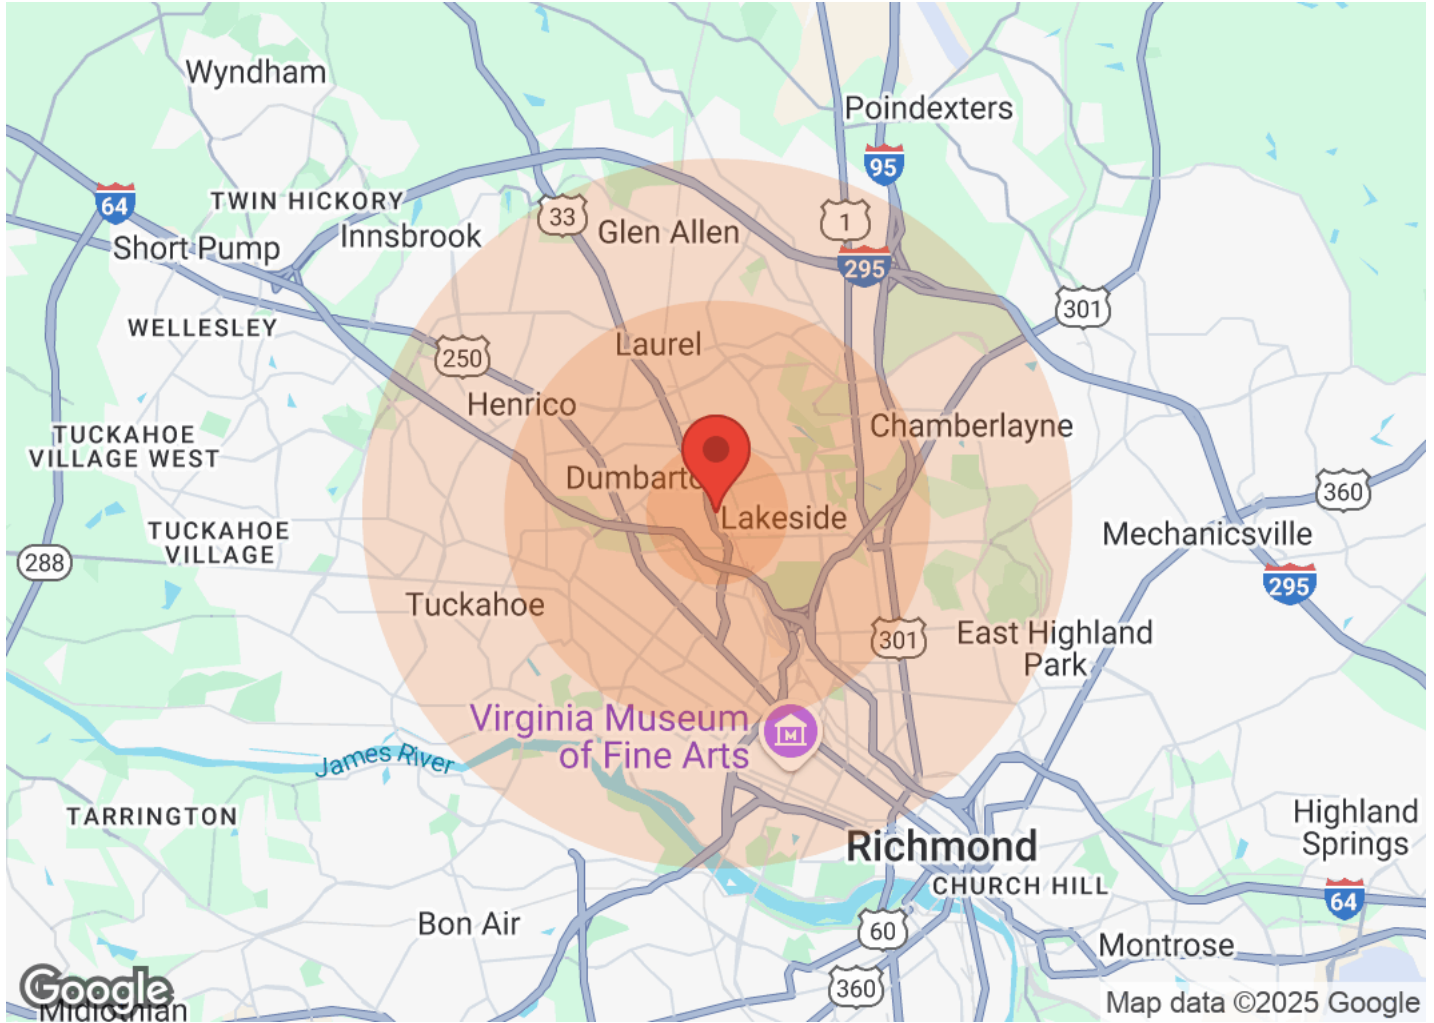 Wyndham
Poindexters
95
64
TWIN HICKORY
33
1
Short Pump
Innsbrook
Glen Allen
295
301
WELLESLEY
250
Laurel
Henrico
Chamberlayne
TUCKAHOE
VILLAGE WEST
Dumbarto
360
Lakeside
Mechanicsville
TUCKAHOE
VILLAGE
288
295
Tuckahoe
301
East Highland
Park
Virginia Museum
of Fine Arts
M
James River
TARRINGTON
Highland
Springs
Richmond
CHURCH HILL
64
Bon Air
60
Montrose
360
Google
Midlothian
Map data ©2025 Google